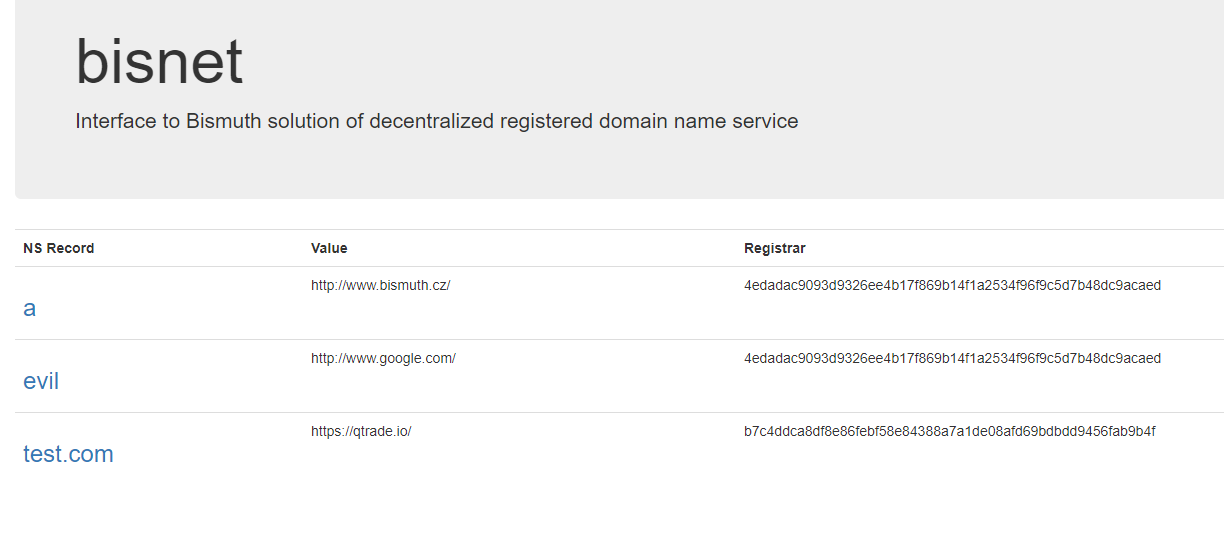 bisnet
Interface to Bismuth solution of decentralized registered domain name service
NS Record Value Registrar
a http://www.bismuth.cz/ 4edadac9093d9326ee4b17f869b14f1a2534f96f9c5d7b48dc9acaed
evil http://www.google.com/ 4edadac9093d9326ee4b17f869b14f1a2534f96f9c5d7b48dc9acaed
test.com https://qtrade.io/ b7c4ddca8df8e86febf58e84388a7a1de08afd69bdbdd9456fab9b4f